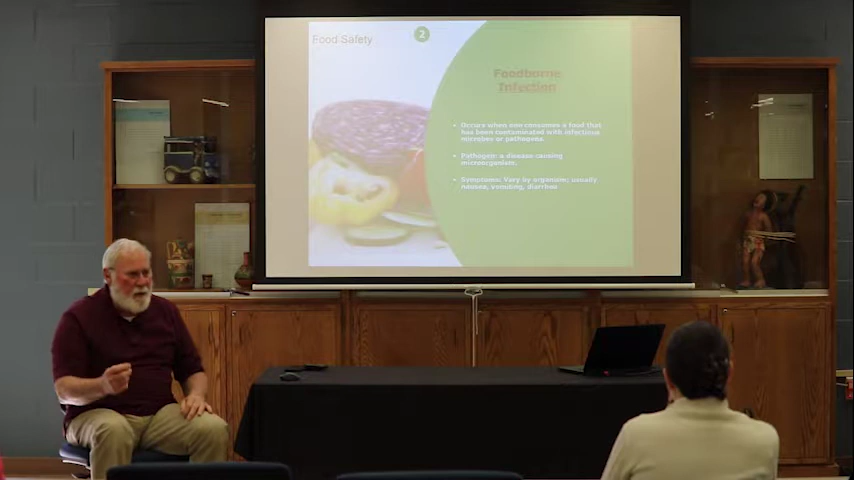 Food Safety
2
Foodborne
Infection
• Occurs when one consumes a food that
has been contaminated with infectious
microbes or pathogens.
• Pathogen: a disease causing
microorganism.
• Symptoms: Vary by organism; usually
nausea, vomiting, diarrhea